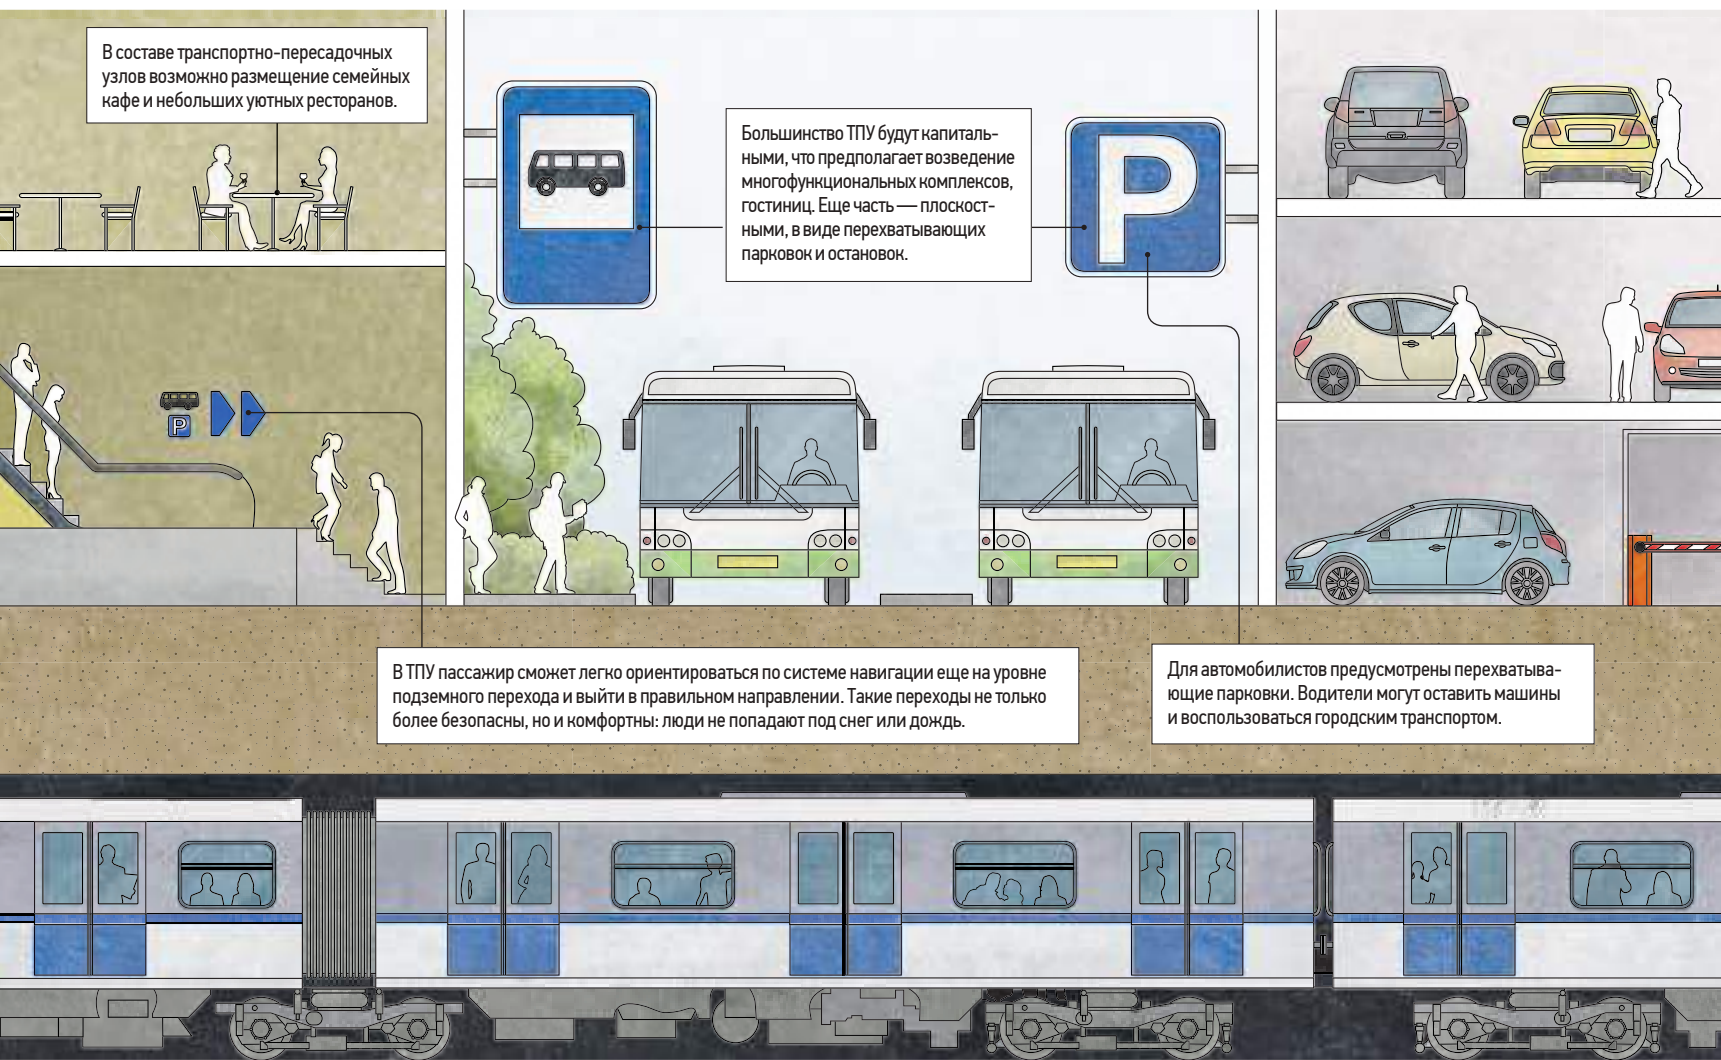 В составе транспортно-пересадочных
узлов возможно размещение семейных
кафе и небольших уютных ресторанов.
Большинство ТПУ будут капиталь-
ными, что предполагает возведение
многофункциональных комплексов,
гостиниц. Еще часть — плоскост-
ными, в виде перехватывающих
парковок и остановок.
P
P
В ТПУ пассажир сможет легко ориентироваться по системе навигации еще на уровне
подземного перехода и выйти в правильном направлении. Такие переходы не только
более безопасны, но и комфортны: люди не попадают под снег или дождь.
Для автомобилистов предусмотрены перехватыва-
ющие парковки. Водители могут оставить машины
и воспользоваться городским транспортом.